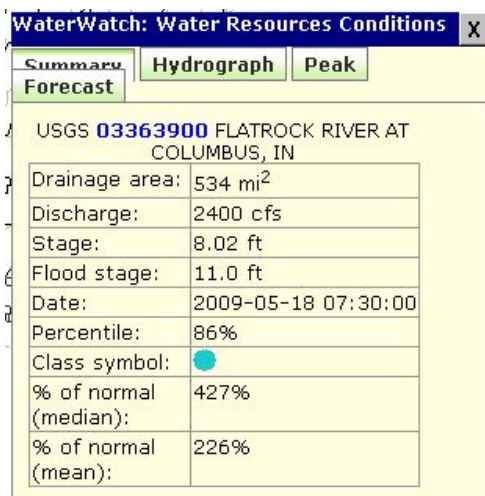 WaterWatch: Water Resources Conditions X
Summary Hydrograph Peak
Forecast
USGS 03363900 FLATROCK RIVER AT
COLUMBUS, IN
Drainage area: 534 mi2
Discharge: 2400 cfs
Stage: 8.02 ft
Flood stage: 11.0 ft
Date: 2009-05-18 07:30:00
Percentile: 86%
Class symbol:
% of normal 427%
(median):
% of normal 226%
(mean):